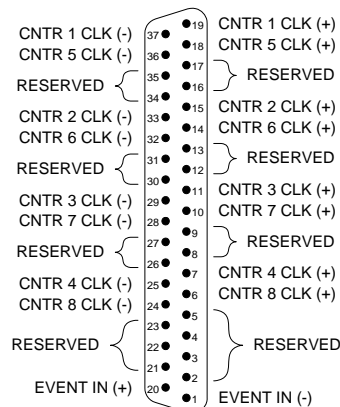 CNTR 1 CLK (-) 37 19 CNTR 1 CLK (+)
CNTR 5 CLK (-) 36 18 CNTR 5 CLK (+)
RESERVED 35 17 RESERVED
34 16
CNTR 2 CLK (-) 33 15 CNTR 2 CLK (+)
CNTR 6 CLK (-) 32 14 CNTR 6 CLK (+)
RESERVED 31 13 RESERVED
30 12
CNTR 3 CLK (-) 29 11 CNTR 3 CLK (+)
CNTR 7 CLK (-) 28 10 CNTR 7 CLK (+)
RESERVED 27 9 RESERVED
26 8
CNTR 4 CLK (-) 25 7 CNTR 4 CLK (+)
CNTR 8 CLK (-) 24 6 CNTR 8 CLK (+)
23 5
RESERVED 22 4 RESERVED
21 3
2
EVENT IN (+) 20 1 EVENT IN (-)